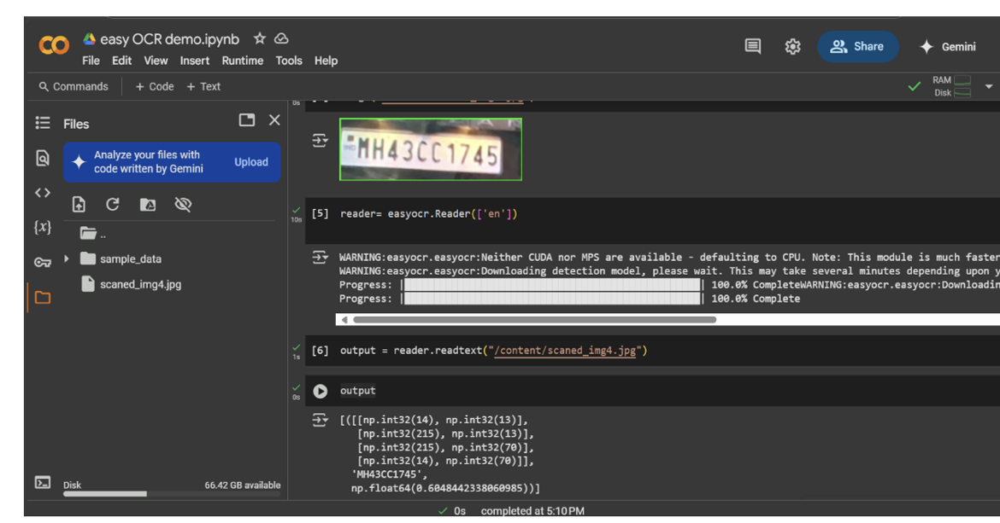 easy OCR demo.ipynb
File Edit View Insert Runtime Tools Help
Share
Gemini
Commands + Code + Text
RAM
Disk
Files
Analyze your files with
code written by Gemini
Upload
{x}
..
sample_data
scaned_img4.jpg
Disk 66.42 GB available
0s
IND
MH43CC1745
10s
[5] reader= easyocr.Reader(['en'])
WARNING:easyocr.easyocr:Neither CUDA nor MPS are available - defaulting to CPU. Note: This module is much faster
WARNING:easyocr.easyocr:Downloading detection model, please wait. This may take several minutes depending upon y
Progress: | 100.0% CompleteWARNING:easyocr.easyocr:Downloadin
Progress: | 100.0% Complete
1s
[6] output = reader.readtext("/content/scaned_img4.jpg")
0s
output
[([[np.int32(14), np.int32(13)],
[np.int32(215), np.int32(13)],
[np.int32(215), np.int32(70)],
[np.int32(14), np.int32(70)]],
'MH43CC1745',
np.float64(0.6048442338060985))]
0s completed at 5:10 PM